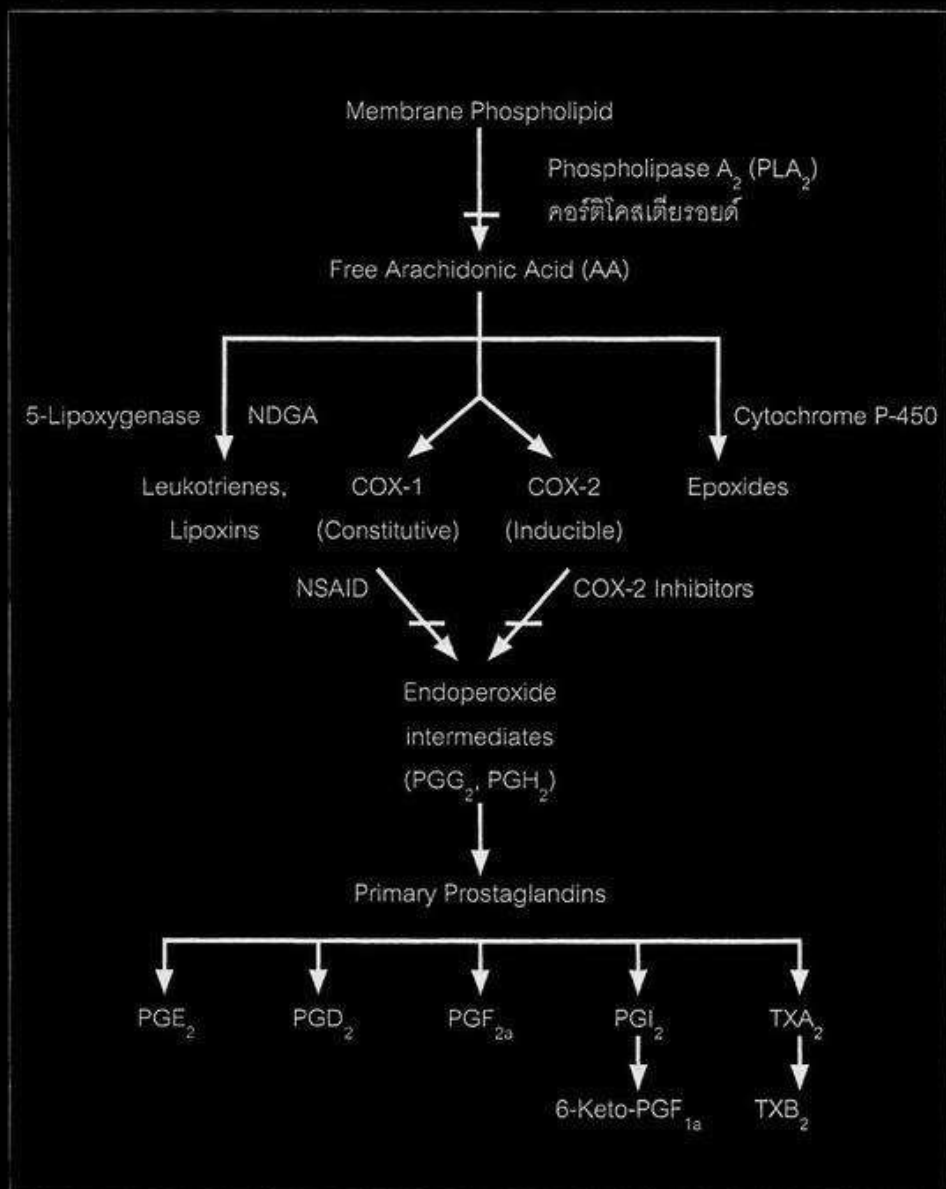 Membrane Phospholipid
Phospholipase A₂ (PLA₂)
คอร์ติโคสเตียรอยด์
Free Arachidonic Acid (AA)
5-Lipoxygenase
NDGA
Cytochrome P-450
Leukotrienes,
Lipoxins
COX-1
(Constitutive)
COX-2
(Inducible)
Epoxides
NSAID
COX-2 Inhibitors
Endoperoxide
intermediates
(PGG₂, PGH₂)
Primary Prostaglandins
PGE₂
PGD₂
PGF₂a
PGI₂
TXA₂
6-Keto-PGF₁a
TXB₂